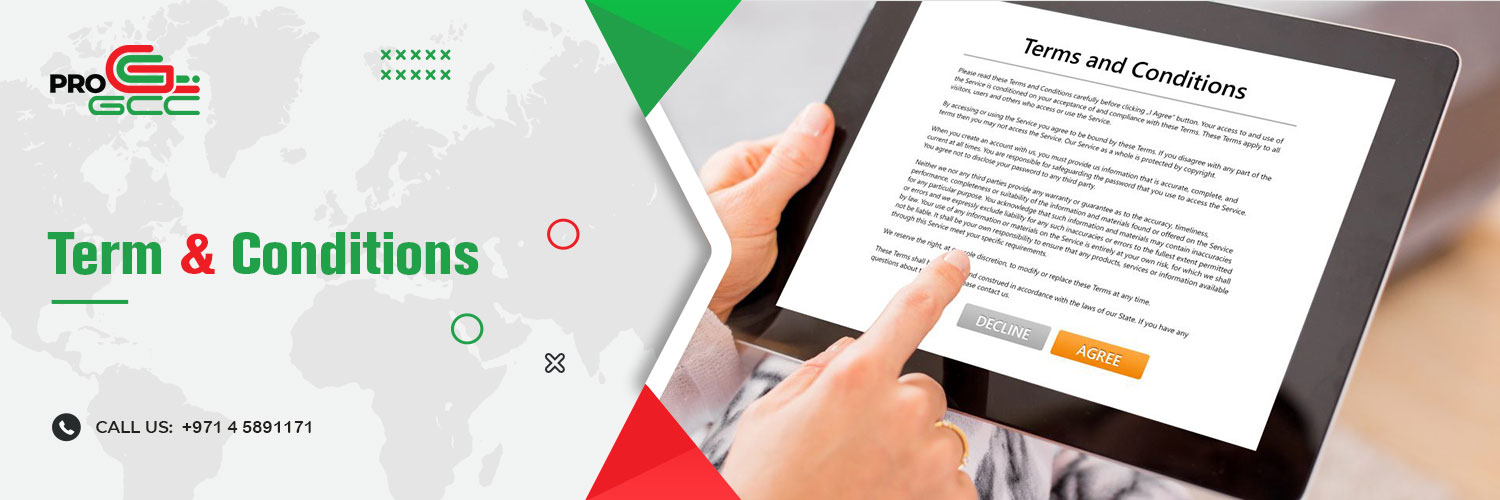 PRO
GCC
Term & Conditions
CALL US: +971 4 5891171
Terms and Conditions
Please read these Terms and Conditions carefully before clicking „I Agree" button. Your access to and use of
the Service is conditioned on your acceptance of and compliance with these Terms. These Terms apply to all
visitors, users and others who access or use the Service.
By accessing or using the Service you agree to be bound by these Terms. If you disagree with any part of the
terms then you may not access the Service. Our Service as a whole is protected by copyright.
When you create an account with us, you must provide us information that is accurate, complete, and
current at all times. You are responsible for safeguarding the password that you use to access the Service.
You agree not to disclose your password to any third party.
Neither we nor any third parties provide any warranty or guarantee as to the accuracy, timeliness,
performance, completeness or suitability of the information and materials found or offered on the Service
for any particular purpose. You acknowledge that such information and materials may contain inaccuracies
or errors and we expressly exclude liability for any such inaccuracies or errors to the fullest extent permitted
by law. Your use of any information or materials on the Service is entirely at your own risk, for which we shall
not be liable. It shall be your own responsibility to ensure that any products, services or information available
through this Service meet your specific requirements.
We reserve the right, at sole discretion, to modify or replace these Terms at any time.
These Terms shall and construed in accordance with the laws of our State. If you have any
questions about contact us.
DECLINE
AGREE